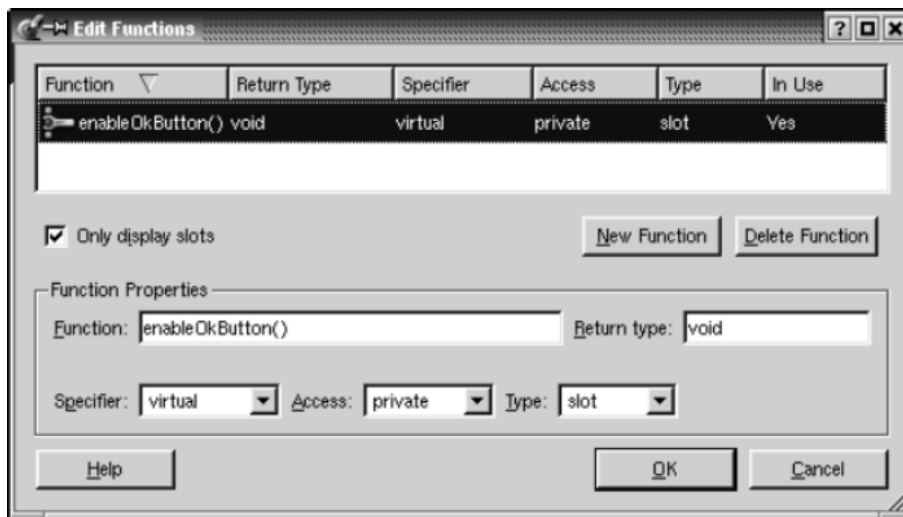 Edit Functions
Function Return Type Specifier Access Type In Use
enableOkButton() void virtual private slot Yes
Only display slots New Function Delete Function
Function Properties
Function: enableOkButton() Return type: void
Specifier: virtual Access: private Type: slot
Help OK Cancel